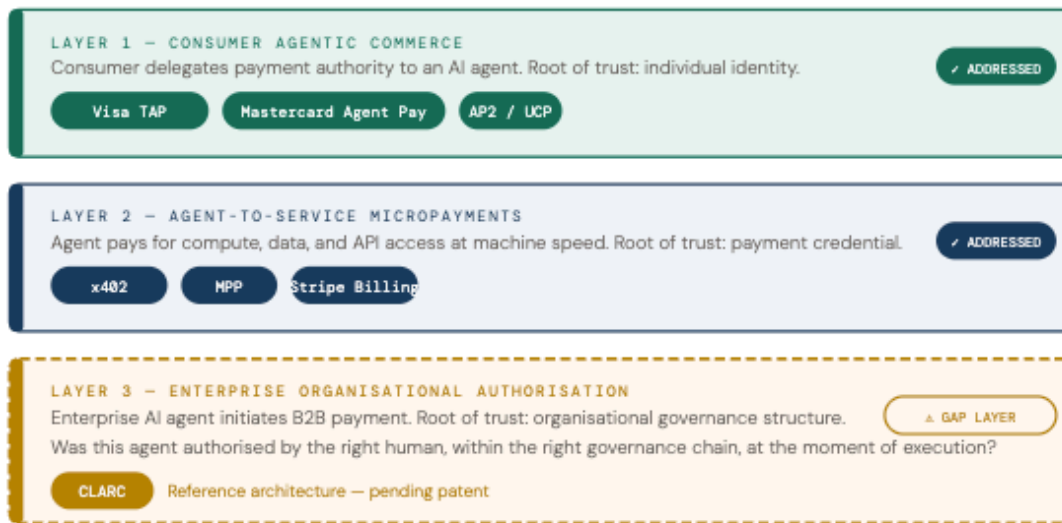 LAYER 1 — CONSUMER AGENTIC COMMERCE
Consumer delegates payment authority to an AI agent. Root of trust: individual identity.
✓ ADDRESSED
Visa TAP
Mastercard Agent Pay
AP2 / UCP
LAYER 2 — AGENT-TO-SERVICE MICROPAYMENTS
Agent pays for compute, data, and API access at machine speed. Root of trust: payment credential.
✓ ADDRESSED
x402
MPP
Stripe Billing
LAYER 3 — ENTERPRISE ORGANISATIONAL AUTHORISATION
Enterprise AI agent initiates B2B payment. Root of trust: organisational governance structure.
⚠ GAP LAYER
Was this agent authorised by the right human, within the right governance chain, at the moment of execution?
CLARC
Reference architecture — pending patent